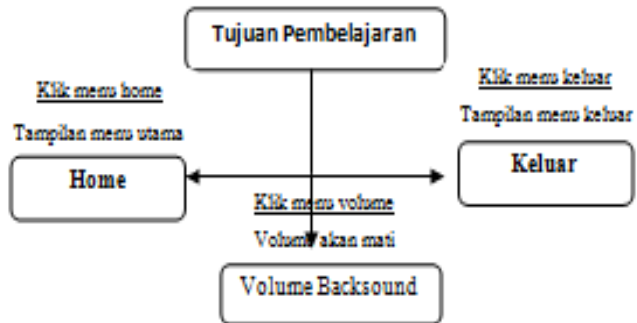 Tujuan Pembelajaran
Klik menu home
Tampilan menu utama
Home
Klik menu keluar
Tampilan menu keluar
Keluar
Klik menu volume
Volume akan mati
Volume Backsound